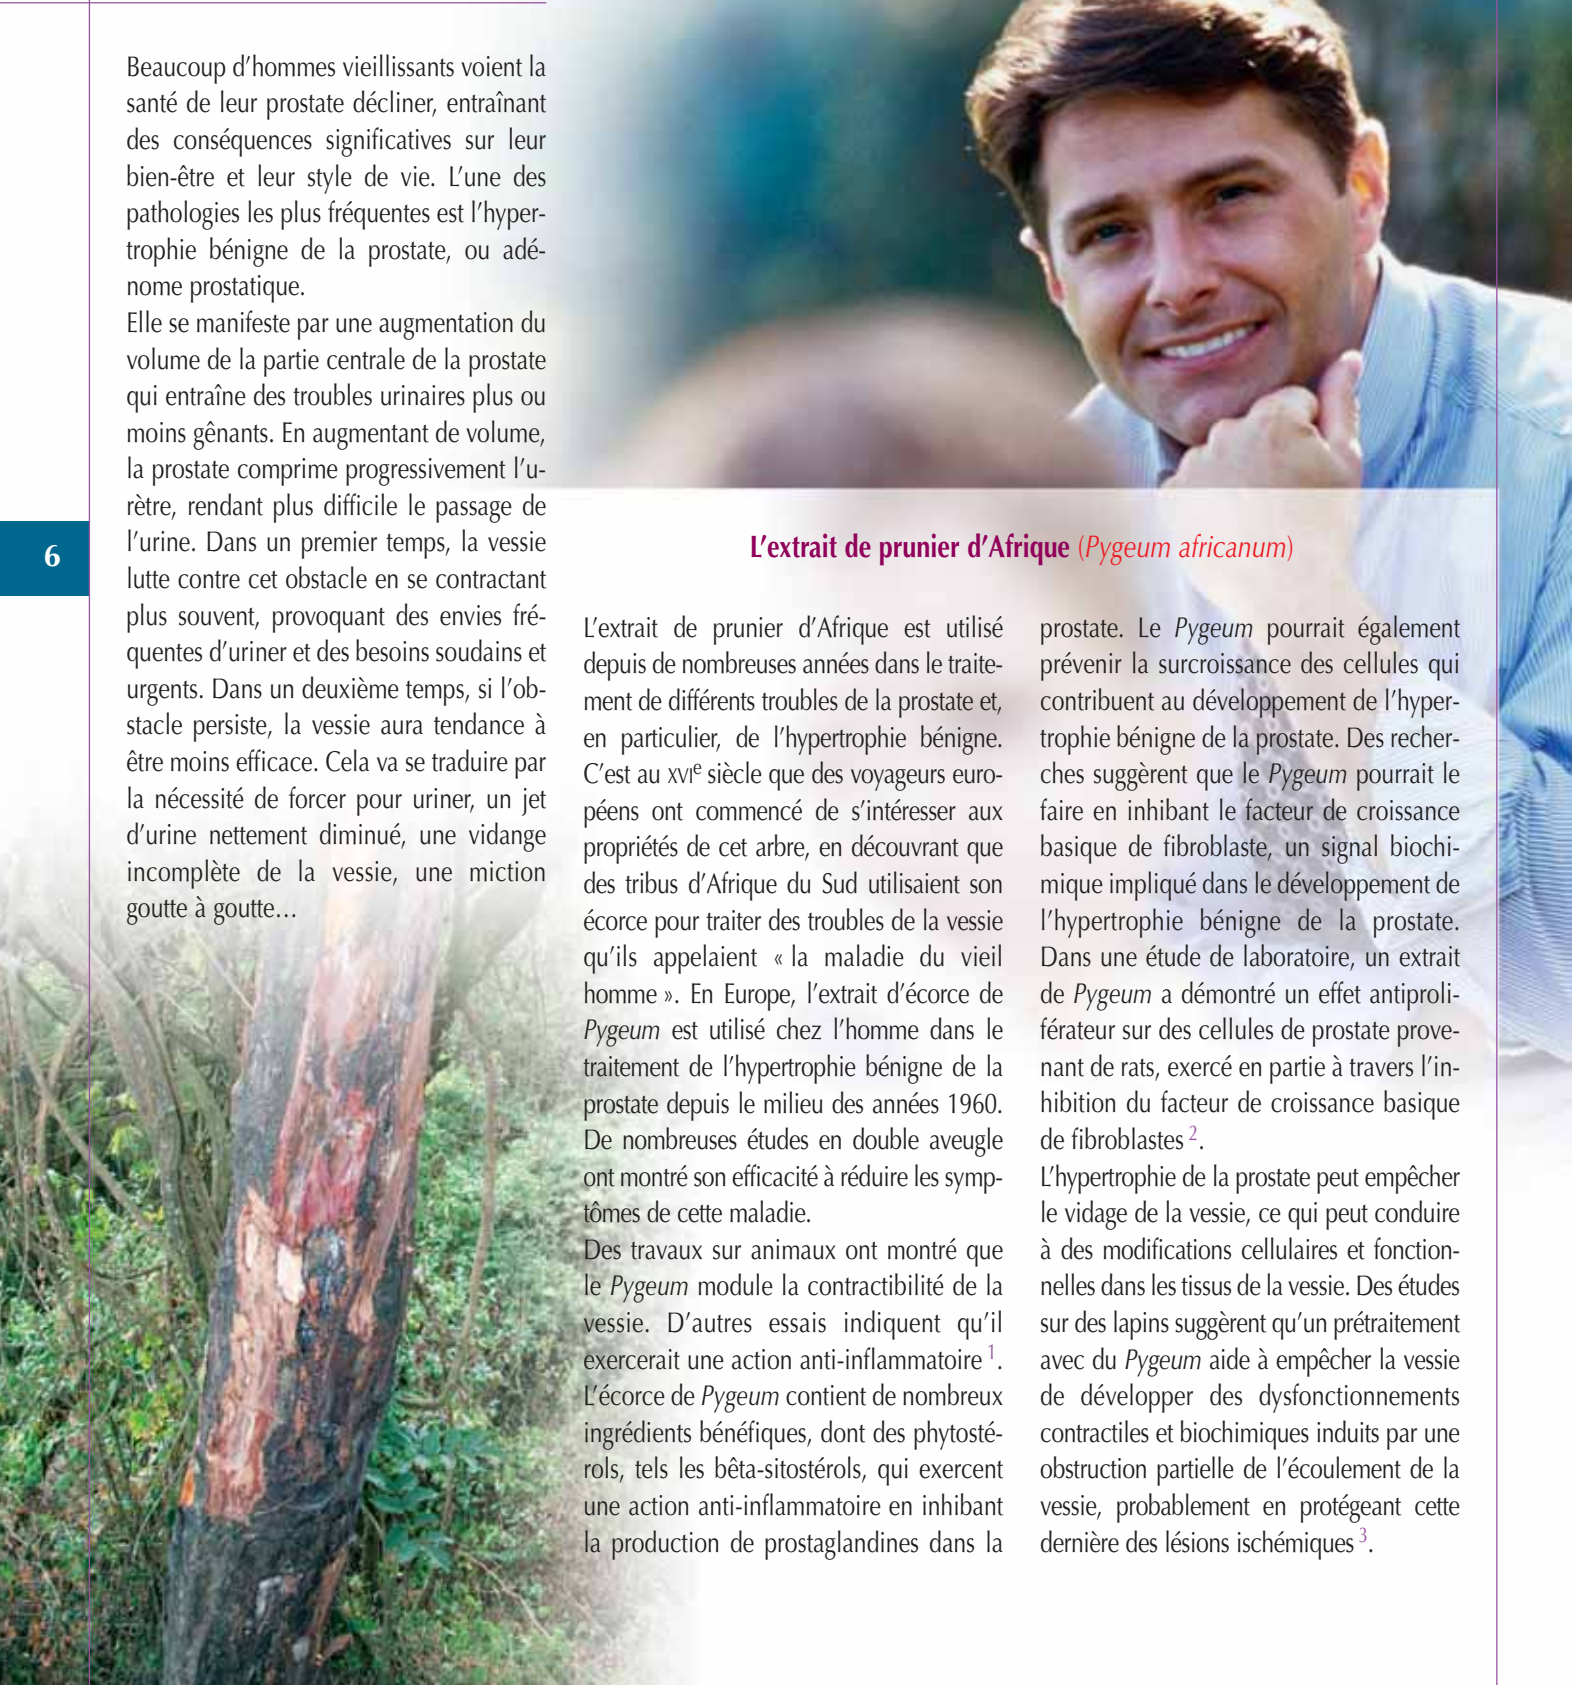 Beaucoup d’hommes vieillissants voient la
santé de leur prostate décliner, entraînant
des conséquences significatives sur leur
bien-être et leur style de vie. L’une des
pathologies les plus fréquentes est l’hyper-
trophie bénigne de la prostate, ou adé-
nome prostatique.
Elle se manifeste par une augmentation du
volume de la partie centrale de la prostate
qui entraîne des troubles urinaires plus ou
moins gênants. En augmentant de volume,
la prostate comprime progressivement l’u-
rètre, rendant plus difficile le passage de
l’urine. Dans un premier temps, la vessie
lutte contre cet obstacle en se contractant
plus souvent, provoquant des envies fré-
quentes d’uriner et des besoins soudains et
urgents. Dans un deuxième temps, si l’ob-
stacle persiste, la vessie aura tendance à
être moins efficace. Cela va se traduire par
la nécessité de forcer pour uriner, un jet
d’urine nettement diminué, une vidange
incomplète de la vessie, une miction
goutte à goutte...
6
L’extrait de prunier d’Afrique (Pygeum africanum)
L’extrait de prunier d’Afrique est utilisé
depuis de nombreuses années dans le traite-
ment de différents troubles de la prostate et,
en particulier, de l’hypertrophie bénigne.
C’est au XVIe siècle que des voyageurs euro-
péens ont commencé de s’intéresser aux
propriétés de cet arbre, en découvrant que
des tribus d’Afrique du Sud utilisaient son
écorce pour traiter des troubles de la vessie
qu’ils appelaient « la maladie du vieil
homme ». En Europe, l’extrait d’écorce de
Pygeum est utilisé chez l’homme dans le
traitement de l’hypertrophie bénigne de la
prostate depuis le milieu des années 1960.
De nombreuses études en double aveugle
ont montré son efficacité à réduire les symp-
tômes de cette maladie.
Des travaux sur animaux ont montré que
le Pygeum module la contractibilité de la
vessie. D’autres essais indiquent qu’il
exercerait une action anti-inflammatoire 1.
L’écorce de Pygeum contient de nombreux
ingrédients bénéfiques, dont des phytosté-
rols, tels les bêta-sitostérols, qui exercent
une action anti-inflammatoire en inhibant
la production de prostaglandines dans la
prostate. Le Pygeum pourrait également
prévenir la surcroissance des cellules qui
contribuent au développement de l’hyper-
trophie bénigne de la prostate. Des recher-
ches suggèrent que le Pygeum pourrait le
faire en inhibant le facteur de croissance
basique de fibroblaste, un signal biochi-
mique impliqué dans le développement de
l’hypertrophie bénigne de la prostate.
Dans une étude de laboratoire, un extrait
de Pygeum a démontré un effet antiproli-
férateur sur des cellules de prostate prove-
nant de rats, exercé en partie à travers l’in-
hibition du facteur de croissance basique
de fibroblastes 2.
L’hypertrophie de la prostate peut empêcher
le vidage de la vessie, ce qui peut conduire
à des modifications cellulaires et fonction-
nelles dans les tissus de la vessie. Des études
sur des lapins suggèrent qu’un prétraitement
avec du Pygeum aide à empêcher la vessie
de développer des dysfonctionnements
contractiles et biochimiques induits par une
obstruction partielle de l’écoulement de la
vessie, probablement en protégeant cette
dernière des lésions ischémiques 3.